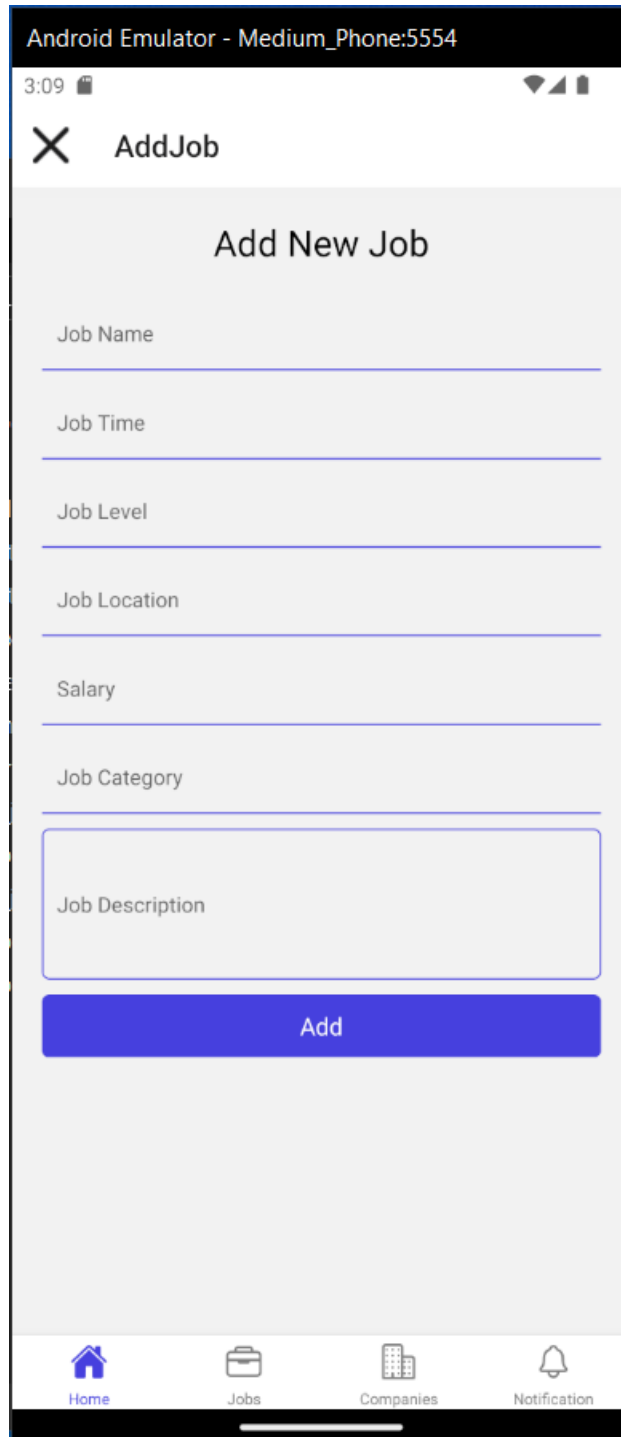 Android Emulator - Medium_Phone:5554
3:09
AddJob
Add New Job
Job Name
Job Time
Job Level
Job Location
Salary
Job Category
Job Description
Add
Home Jobs Companies Notification